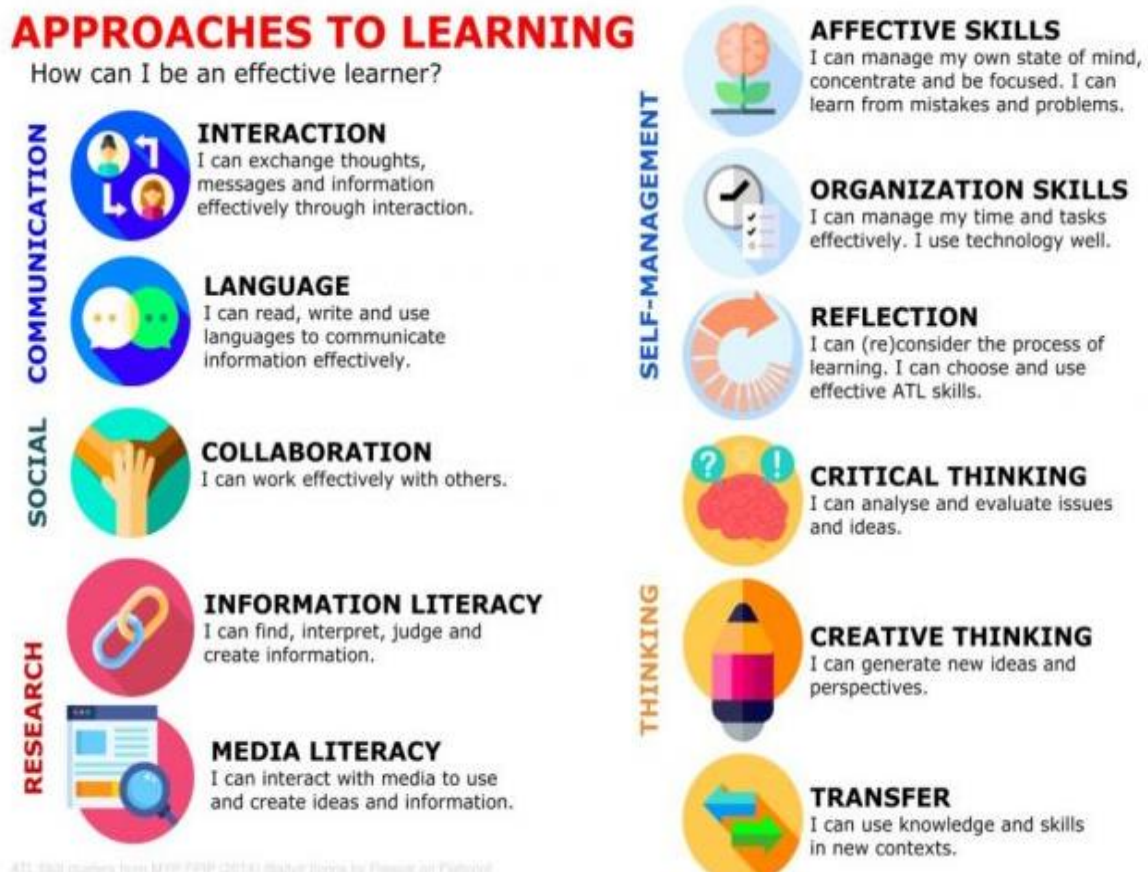 APPROACHES TO LEARNING
How can I be an effective learner?
COMMUNICATION
INTERACTION
I can exchange thoughts,
messages and information
effectively through interaction.
LANGUAGE
I can read, write and use
languages to communicate
information effectively.
SOCIAL
COLLABORATION
I can work effectively with others.
RESEARCH
INFORMATION LITERACY
I can find, interpret, judge and
create information.
MEDIA LITERACY
I can interact with media to use
and create ideas and information.
SELF-MANAGEMENT
AFFECTIVE SKILLS
I can manage my own state of mind,
concentrate and be focused. I can
learn from mistakes and problems.
ORGANIZATION SKILLS
I can manage my time and tasks
effectively. I use technology well.
REFLECTION
I can (re)consider the process of
learning. I can choose and use
effective ATL skills.
THINKING
CRITICAL THINKING
I can analyse and evaluate issues
and ideas.
? !
CREATIVE THINKING
I can generate new ideas and
perspectives.
TRANSFER
I can use knowledge and skills
in new contexts.